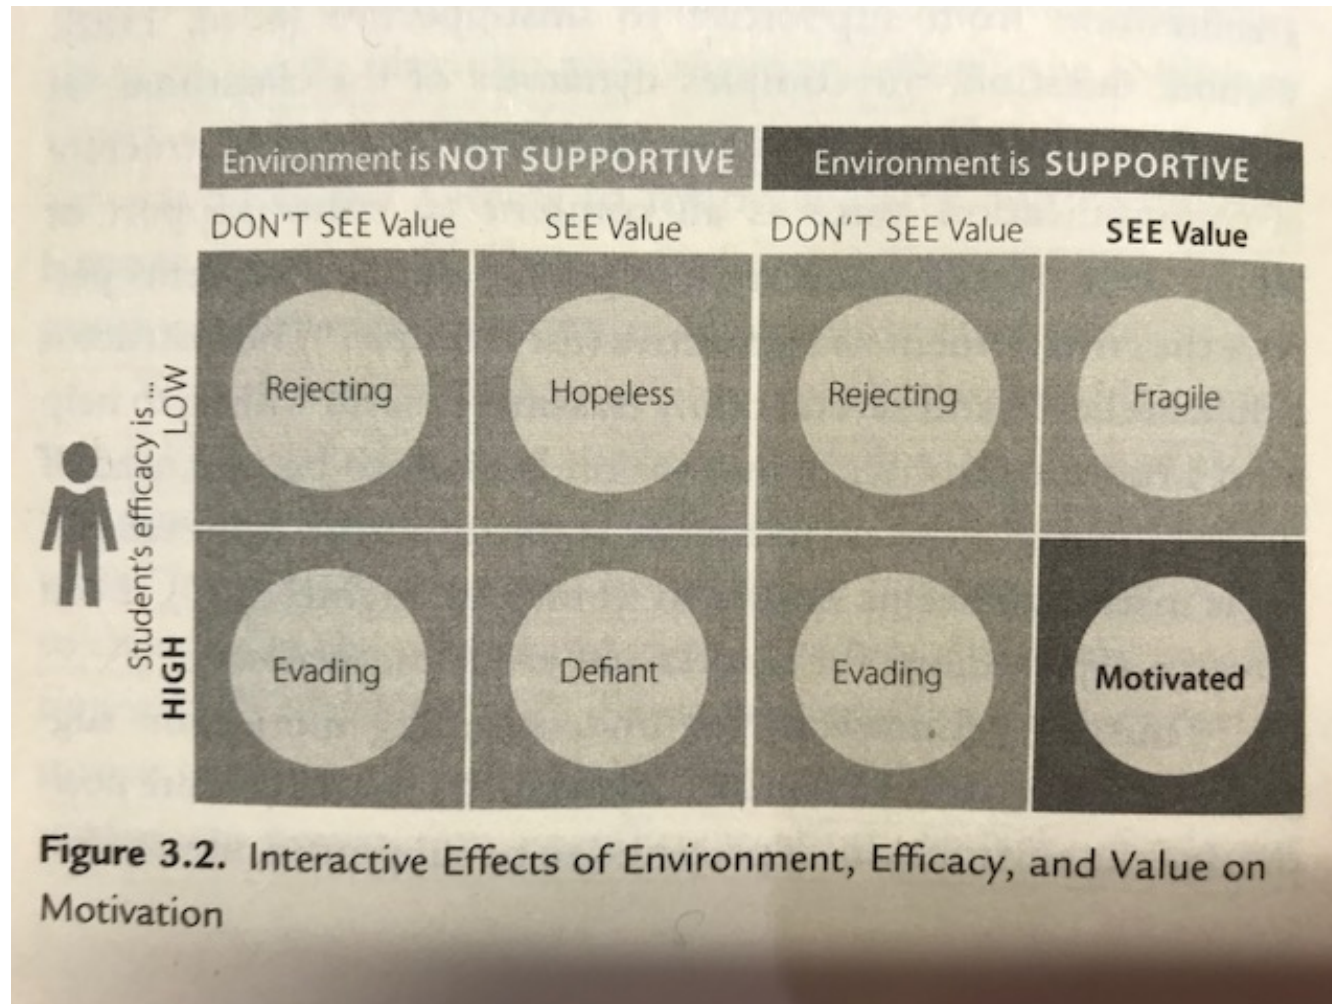 Environment is NOT SUPPORTIVE Environment is SUPPORTIVE
DON'T SEE Value SEE Value DON'T SEE Value SEE Value
Student's efficacy is ...
LOW
Rejecting Hopeless Rejecting Fragile
HIGH
Evading Defiant Evading Motivated
Figure 3.2. Interactive Effects of Environment, Efficacy, and Value on
Motivation